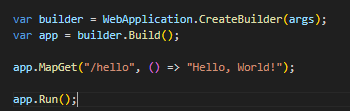 var builder = WebApplication.CreateBuilder(args);
var app = builder.Build();
app.MapGet("/hello", () => "Hello, World!");
app.Run();